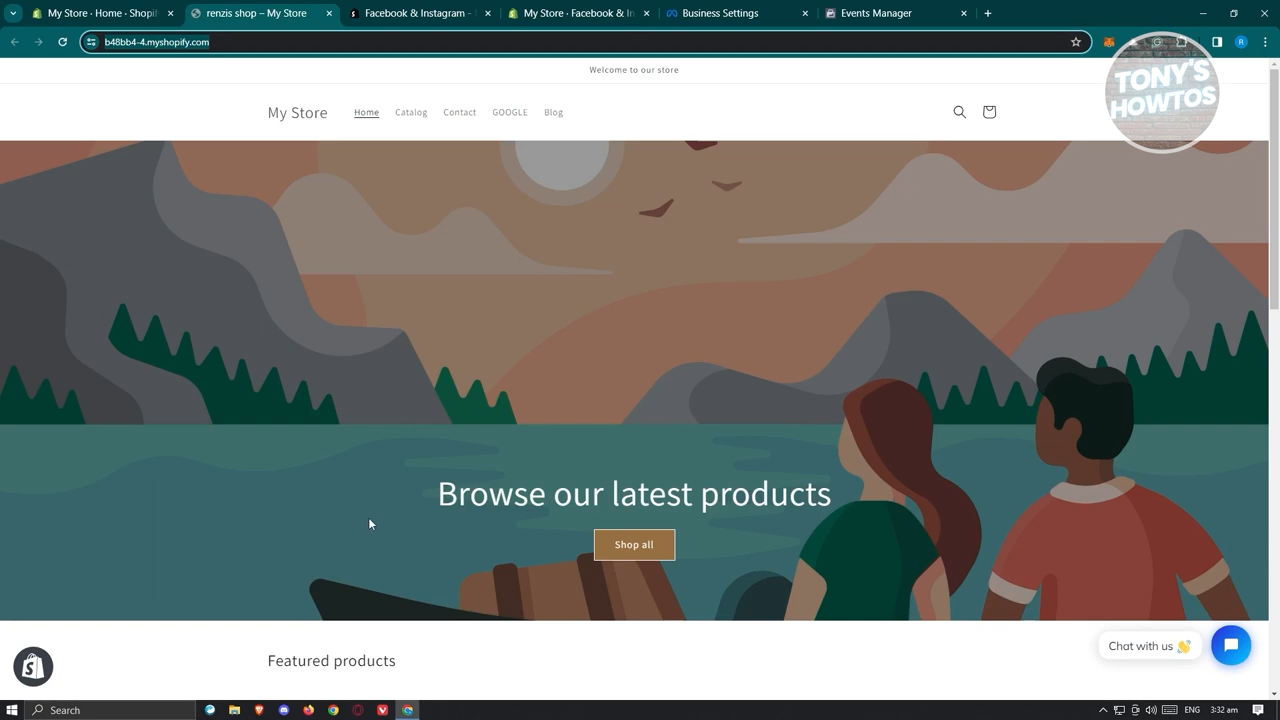 My Store · Home · Shopif
renzis shop – My Store
Facebook & Instagram -
My Store · Facebook & In
Business Settings
Events Manager
b48bb4-4.myshopify.com
R
Welcome to our store
TONY'S
HOWTOS
My Store
Home
Catalog
Contact
GOOGLE
Blog
Browse our latest products
Shop all
Featured products
Chat with us 👋
Search
ENG
3:32 am